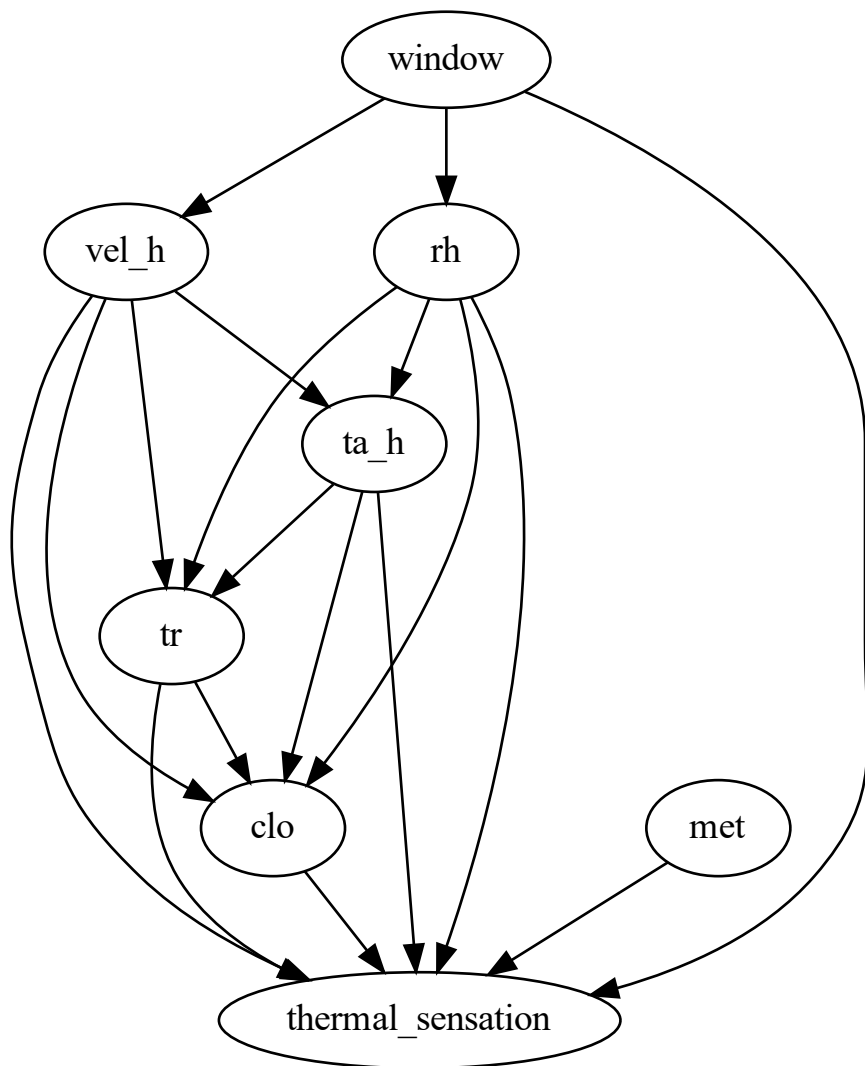 window
vel_h
rh
ta_h
tr
clo
met
thermal_sensation